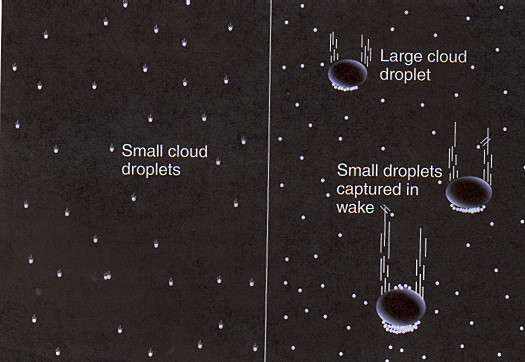 Small cloud
droplets
Large cloud
droplet
Small droplets
captured in
wake